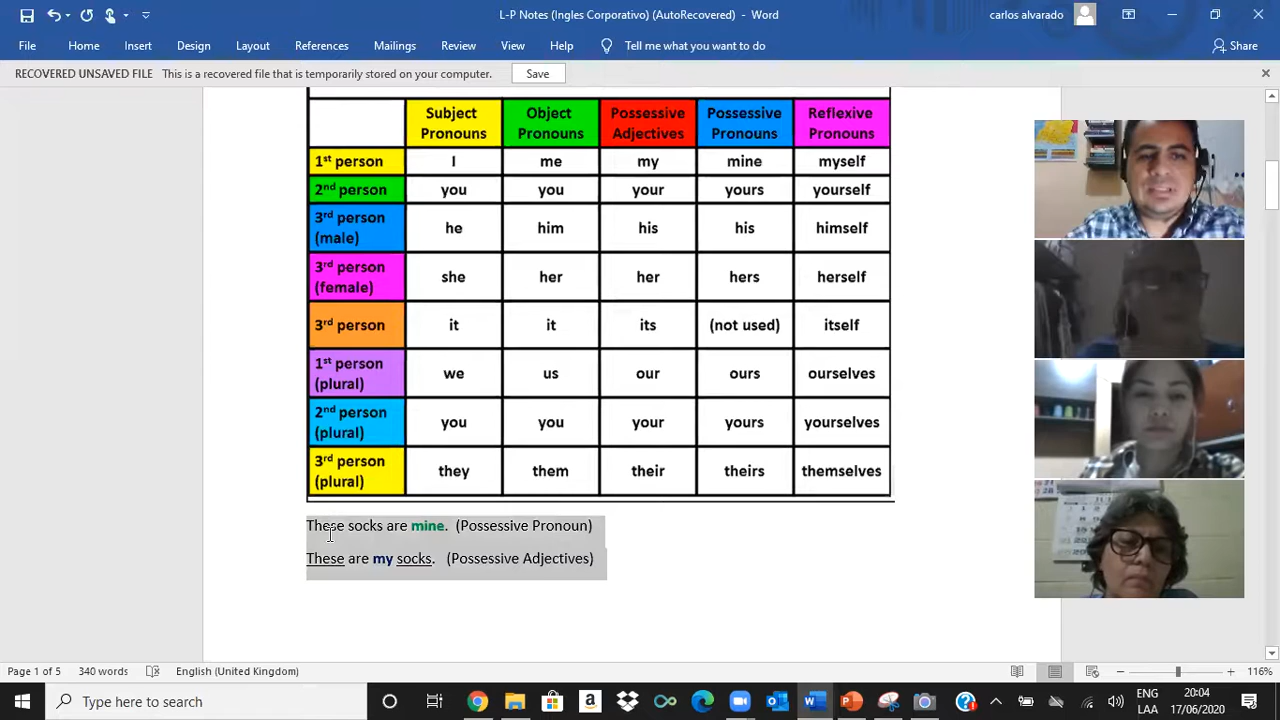 L-P Notes (Ingles Corporativo) (AutoRecovered) - Word
carlos alvarado
File Home Insert Design Layout References Mailings Review View Help Tell me what you want to do Share
RECOVERED UNSAVED FILE This is a recovered file that is temporarily stored on your computer. Save
Subject Pronouns Object Pronouns Possessive Adjectives Possessive Pronouns Reflexive Pronouns
1st person I me my mine myself
2nd person you you your yours yourself
3rd person (male) he him his his himself
3rd person (female) she her her hers herself
3rd person it it its (not used) itself
1st person (plural) we us our ours ourselves
2nd person (plural) you you your yours yourselves
3rd person (plural) they them their theirs themselves
These socks are mine. (Possessive Pronoun)
These are my socks. (Possessive Adjectives)
Page 1 of 5 340 words English (United Kingdom) 116%
Type here to search
ENG 20:04
LAA 17/06/2020